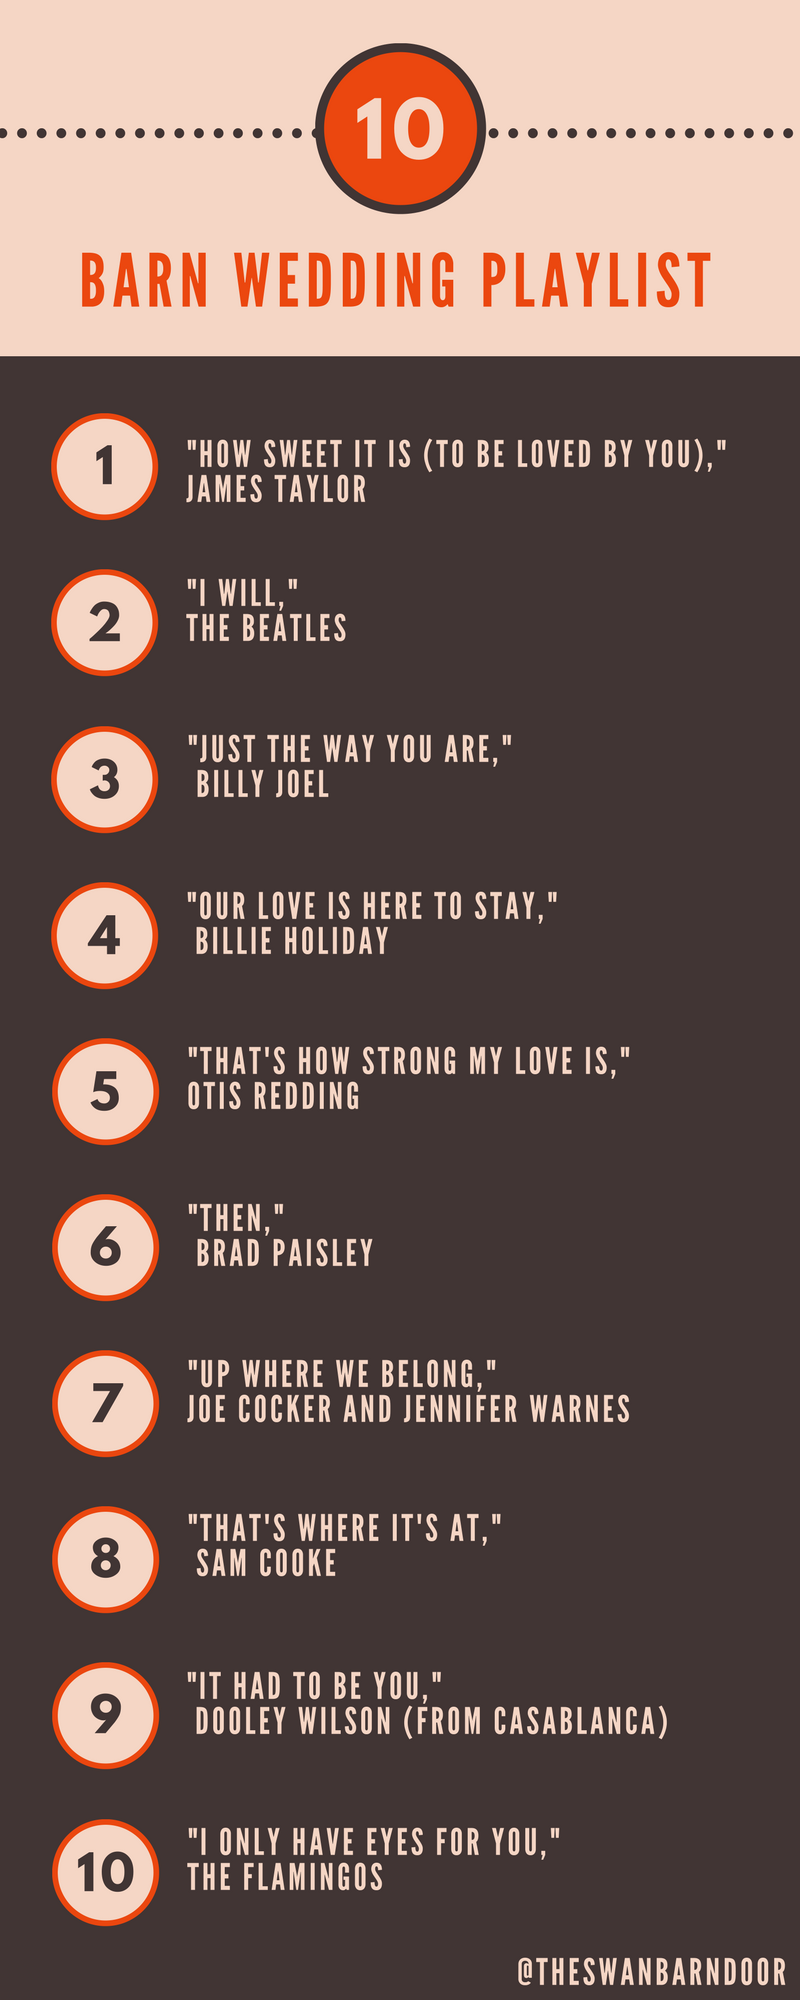 10
BARN WEDDING PLAYLIST
1
"HOW SWEET IT IS (TO BE LOVED BY YOU),"
JAMES TAYLOR
2
"I WILL,"
THE BEATLES
3
"JUST THE WAY YOU ARE,"
BILLY JOEL
4
"OUR LOVE IS HERE TO STAY,"
BILLIE HOLIDAY
5
"THAT'S HOW STRONG MY LOVE IS,"
OTIS REDDING
6
"THEN,"
BRAD PAISLEY
7
"UP WHERE WE BELONG,"
JOE COCKER AND JENNIFER WARNES
8
"THAT'S WHERE IT'S AT,"
SAM COOKE
9
"IT HAD TO BE YOU,"
DOOLEY WILSON (FROM CASABLANCA)
10
"I ONLY HAVE EYES FOR YOU,"
THE FLAMINGOS
@THESWANBARNDOOR